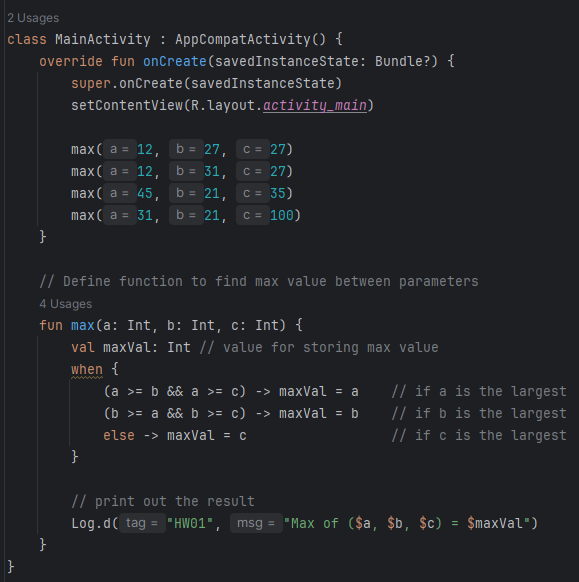 2 Usages
class MainActivity : AppCompatActivity() {
    override fun onCreate(savedInstanceState: Bundle?) {
        super.onCreate(savedInstanceState)
        setContentView(R.layout.activity_main)

        max( a = 12, b = 27, c = 27)
        max( a = 12, b = 31, c = 27)
        max( a = 45, b = 21, c = 35)
        max( a = 31, b = 21, c = 100)
    }

    // Define function to find max value between parameters
    4 Usages
    fun max(a: Int, b: Int, c: Int) {
        val maxVal: Int // value for storing max value
        when {
            (a >= b && a >= c) -> maxVal = a    // if a is the largest
            (b >= a && b >= c) -> maxVal = b    // if b is the largest
            else -> maxVal = c                  // if c is the largest
        }

        // print out the result
        Log.d( tag = "HW01", msg = "Max of ($a, $b, $c) = $maxVal")
    }
}